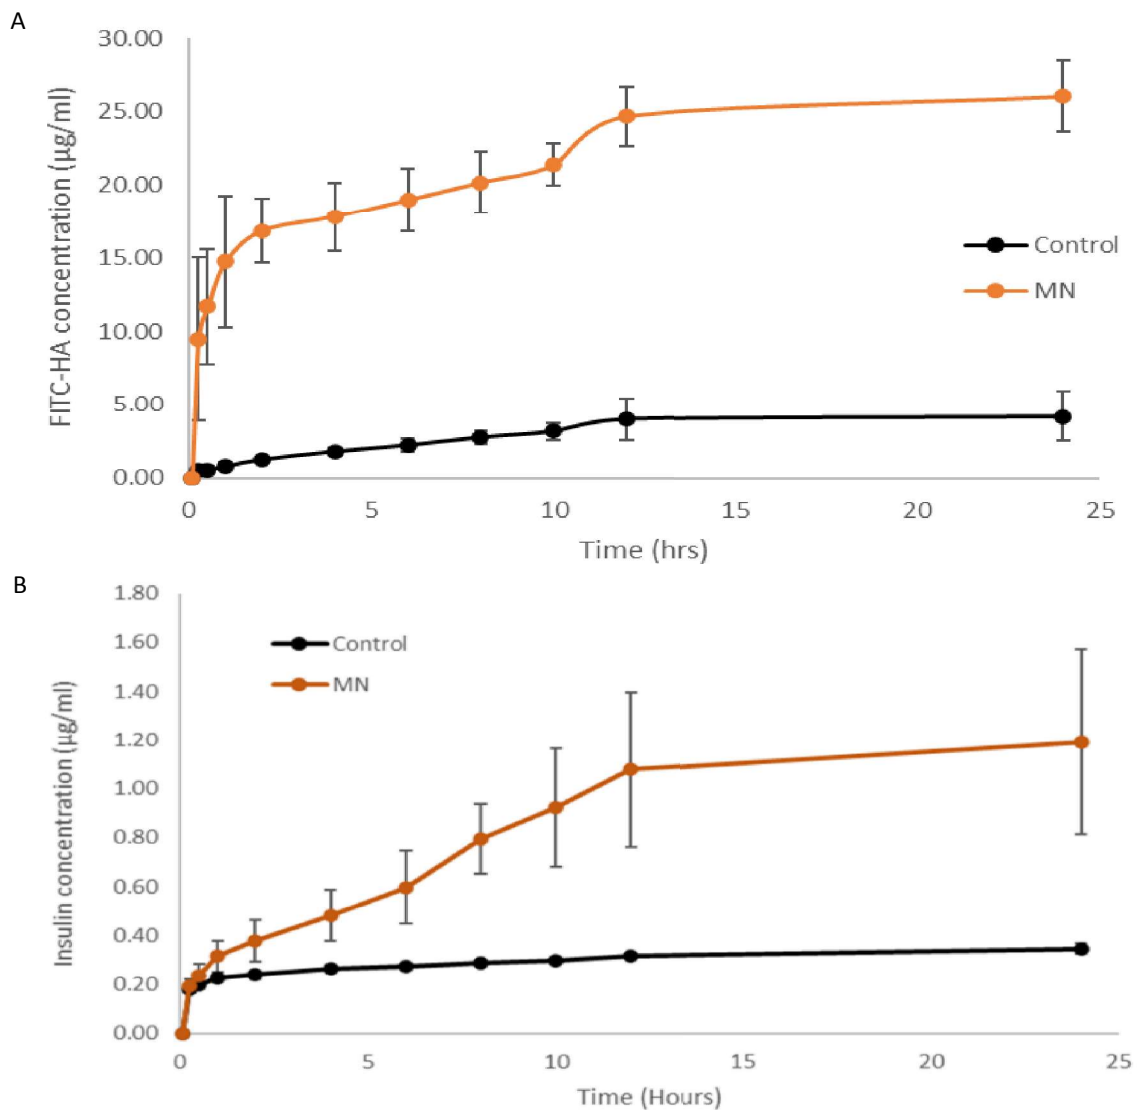 A
30.00
25.00
20.00
15.00
10.00
5.00
0.00
FITC-HA concentration (µg/ml)
Control
MN
0 5 10 15 20 25
Time (hrs)
B
1.80
1.60
1.40
1.20
1.00
0.80
0.60
0.40
0.20
0.00
Insulin concentration (µg/ml)
Control
MN
0 5 10 15 20 25
Time (Hours)